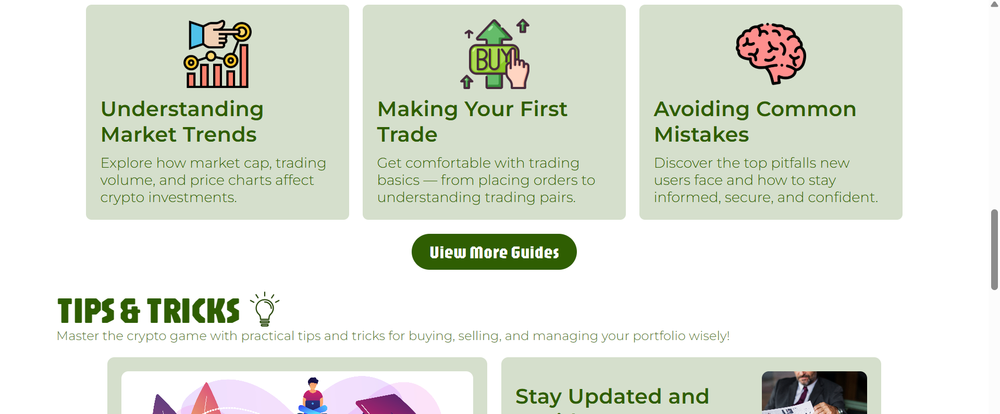 BUY
Understanding
Market Trends
Explore how market cap, trading
volume, and price charts affect
crypto investments.
Making Your First
Trade
Get comfortable with trading
basics — from placing orders to
understanding trading pairs.
Avoiding Common
Mistakes
Discover the top pitfalls new
users face and how to stay
informed, secure, and confident.
View More Guides
TIPS & TRICKS
Master the crypto game with practical tips and tricks for buying, selling, and managing your portfolio wisely!
Stay Updated and